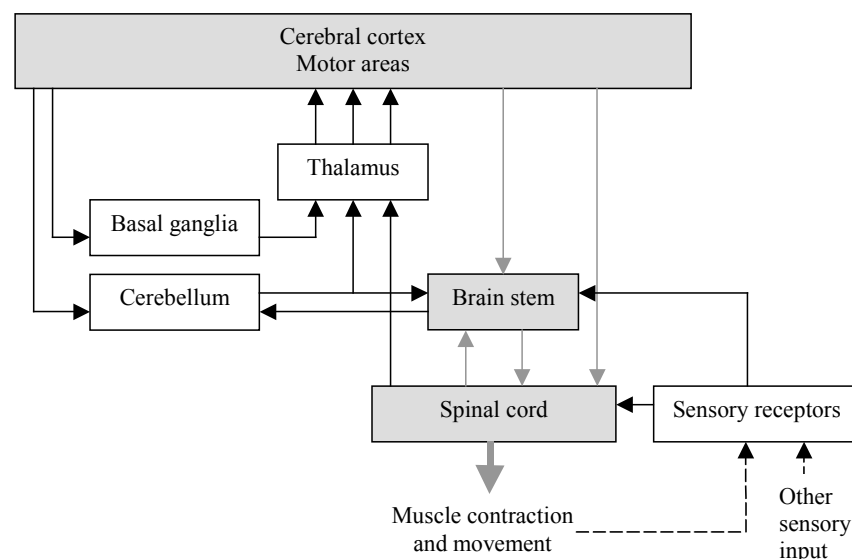 Cerebral cortex
Motor areas
Thalamus
Basal ganglia
Cerebellum
Brain stem
Spinal cord
Sensory receptors
Muscle contraction
and movement
Other
sensory
input